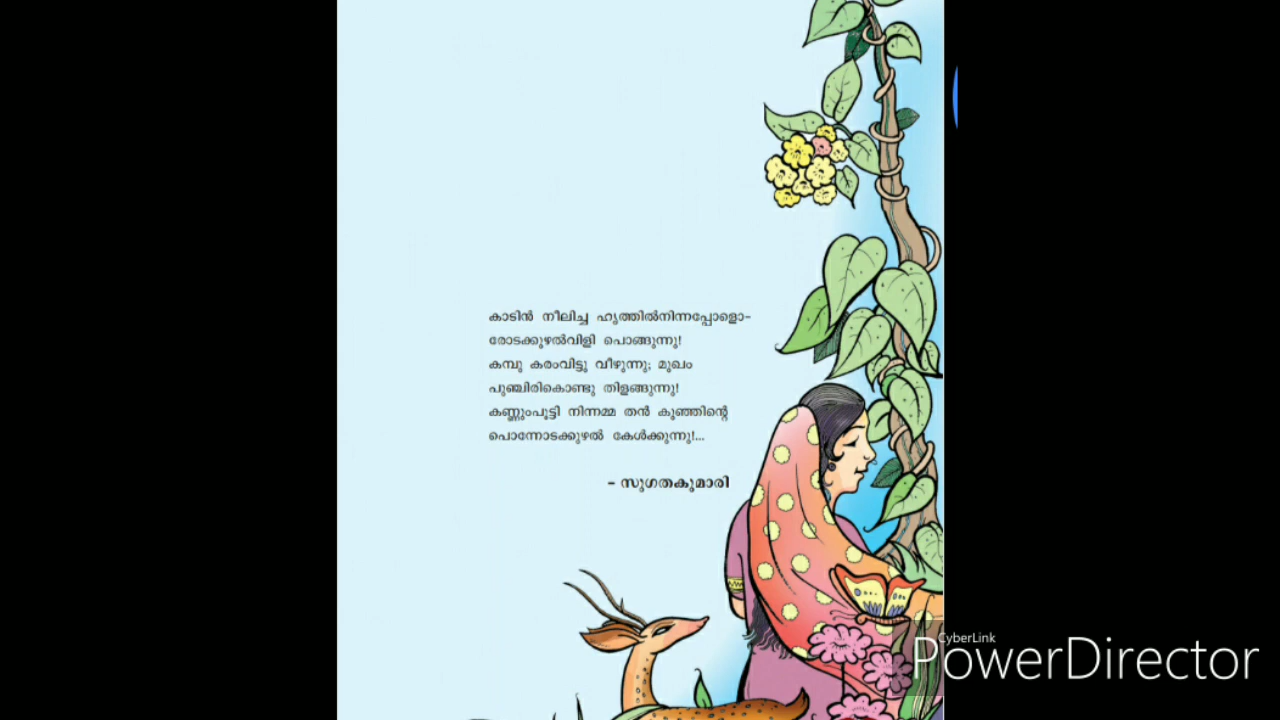 കാടിൻ നീലിച്ച ഹൃത്തിൽനിന്നപ്പോളൊ-
രോടക്കുഴൽവിളി പൊങ്ങുന്നു!
കമ്പു കരംവിട്ടു വീഴുന്നു; മുഖം
പുഞ്ചിരികൊണ്ടു തിളങ്ങുന്നു!
കണ്ണുംപൂട്ടി നിന്നമ്മ തൻ കുഞ്ഞിന്റെ
പൊന്നോടക്കുഴൽ കേൾക്കുന്നു!...
- സുഗതകുമാരി
CyberLink
PowerDirector